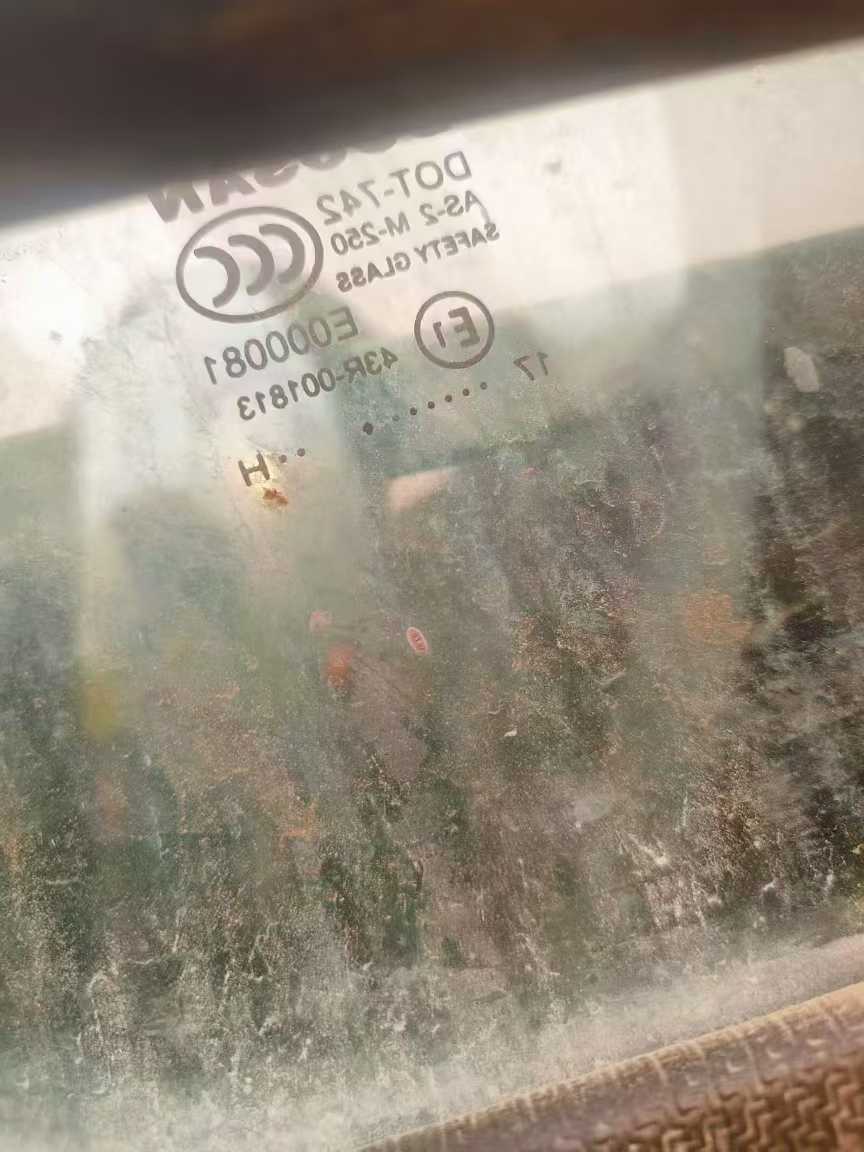 DOT-742
AS-2 M-250
SAFETY GLASS
CCC
E1
E000081
43R-001813
17 ...... • .. H